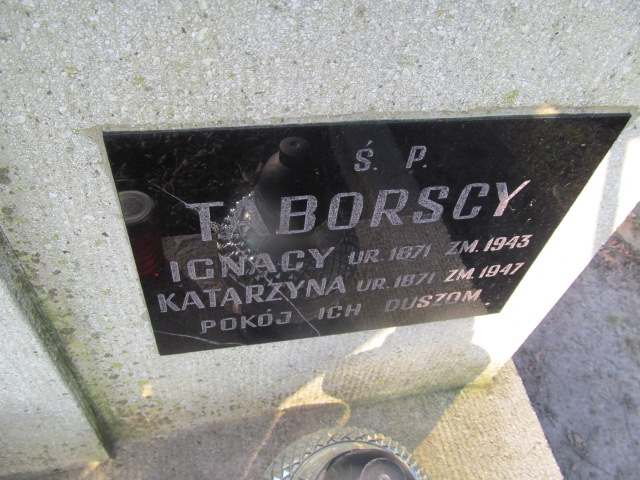 Ś. P.
TABORSCY
IGNACY UR. 1871 ZM. 1943
KATARZYNA UR. 1871 ZM. 1947
POKÓJ ICH DUSZOM